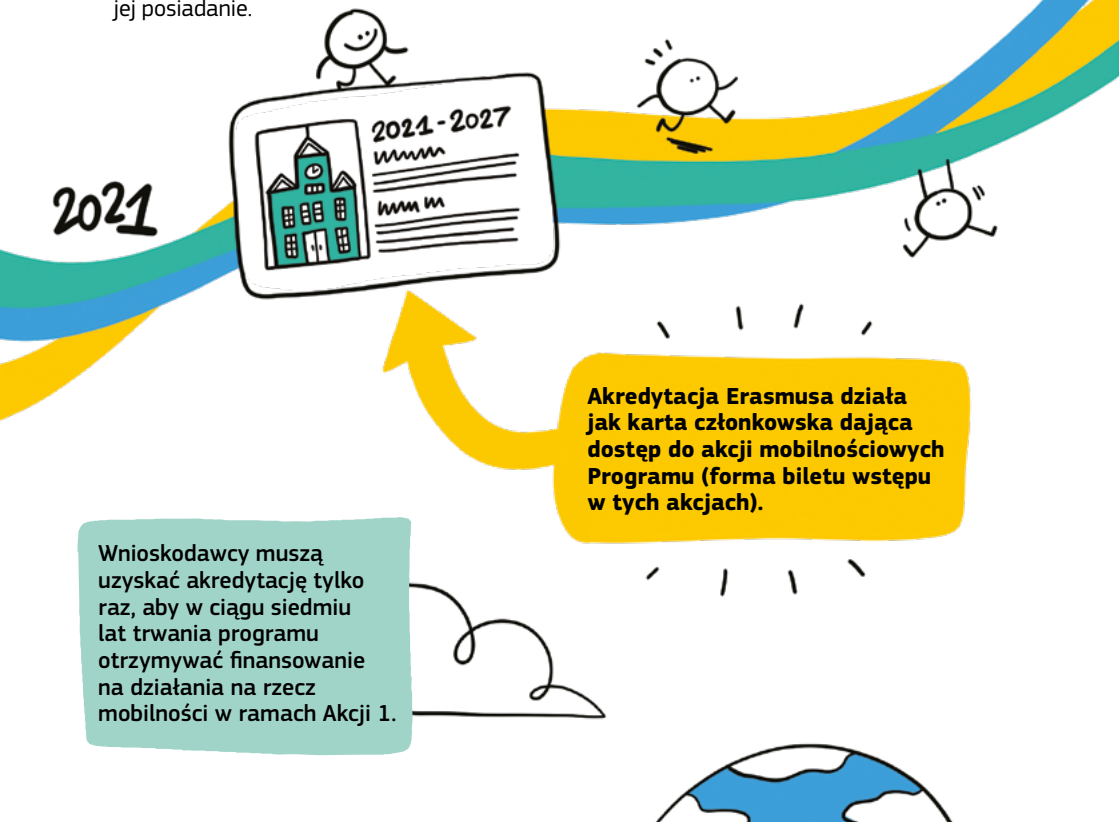 jej posiadanie.
2021-2027
2021
Akredytacja Erasmusa działa
jak karta członkowska dająca
dostęp do akcji mobilnościowych
Programu (forma biletu wstępu
w tych akcjach).
Wnioskodawcy muszą
uzyskać akredytację tylko
raz, aby w ciągu siedmiu
lat trwania programu
otrzymywać finansowanie
na działania na rzecz
mobilności w ramach Akcji 1.